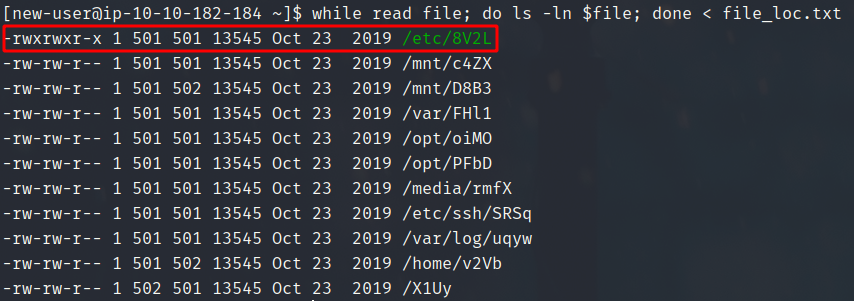 [new-user@ip-10-10-182-184 ~]$ while read file; do ls -ln $file; done < file_loc.txt
-rwxrwxr-x 1 501 501 13545 Oct 23  2019 /etc/8V2L
-rw-rw-r-- 1 501 501 13545 Oct 23  2019 /mnt/c4ZX
-rw-rw-r-- 1 501 502 13545 Oct 23  2019 /mnt/D8B3
-rw-rw-r-- 1 501 501 13545 Oct 23  2019 /var/FHl1
-rw-rw-r-- 1 501 501 13545 Oct 23  2019 /opt/oiMO
-rw-rw-r-- 1 501 501 13545 Oct 23  2019 /opt/PFbD
-rw-rw-r-- 1 501 501 13545 Oct 23  2019 /media/rmfX
-rw-rw-r-- 1 501 501 13545 Oct 23  2019 /etc/ssh/SRSq
-rw-rw-r-- 1 501 501 13545 Oct 23  2019 /var/log/uqyw
-rw-rw-r-- 1 501 502 13545 Oct 23  2019 /home/v2Vb
-rw-rw-r-- 1 502 501 13545 Oct 23  2019 /X1Uy